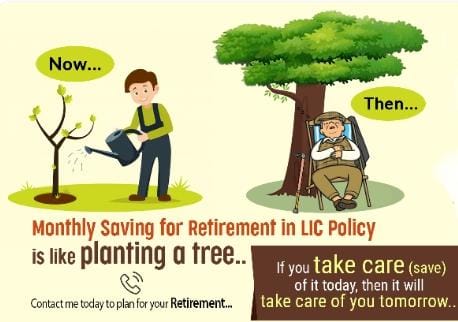 Now...
Then...
Monthly Saving for Retirement in LIC Policy
is like planting a tree..
Contact me today to plan for your Retirement...
If you take care (save)
of it today, then it will
take care of you tomorrow..